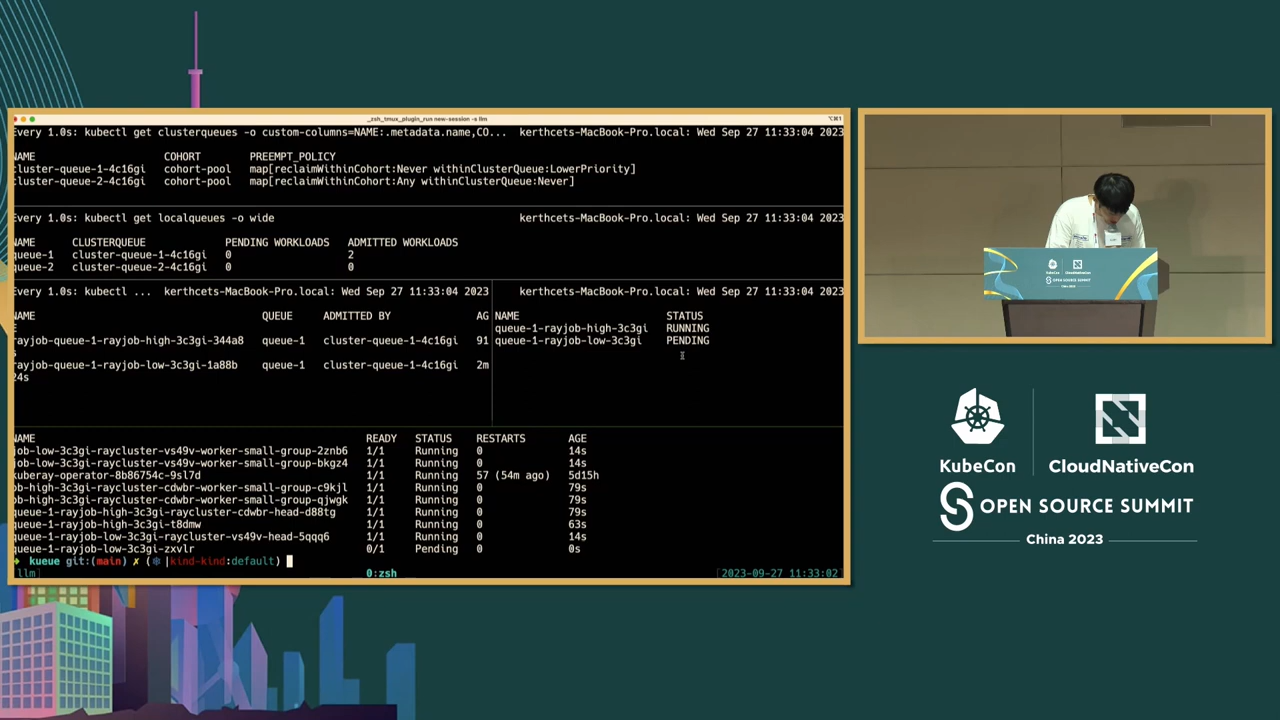 _zsh_tmux_plugin_run new-session -s llm
⌥⌘1
Every 1.0s: kubectl get clusterqueues -o custom-columns=NAME:.metadata.name,CO... kerthcets-MacBook-Pro.local: Wed Sep 27 11:33:04 2023
NAME COHORT PREEMPT_POLICY
cluster-queue-1-4c16gi cohort-pool map[reclaimWithinCohort:Never withinClusterQueue:LowerPriority]
cluster-queue-2-4c16gi cohort-pool map[reclaimWithinCohort:Any withinClusterQueue:Never]
Every 1.0s: kubectl get localqueues -o wide kerthcets-MacBook-Pro.local: Wed Sep 27 11:33:04 2023
NAME CLUSTERQUEUE PENDING WORKLOADS ADMITTED WORKLOADS
queue-1 cluster-queue-1-4c16gi 0 2
queue-2 cluster-queue-2-4c16gi 0 0
Every 1.0s: kubectl ... kerthcets-MacBook-Pro.local: Wed Sep 27 11:33:04 2023
NAME QUEUE ADMITTED BY AG
E
rayjob-queue-1-rayjob-high-3c3gi-344a8 queue-1 cluster-queue-1-4c16gi 91
s
rayjob-queue-1-rayjob-low-3c3gi-1a88b queue-1 cluster-queue-1-4c16gi 2m
24s
kerthcets-MacBook-Pro.local: Wed Sep 27 11:33:04 2023
NAME STATUS
queue-1-rayjob-high-3c3gi RUNNING
queue-1-rayjob-low-3c3gi PENDING
NAME READY STATUS RESTARTS AGE
job-low-3c3gi-raycluster-vs49v-worker-small-group-2znb6 1/1 Running 0 14s
job-low-3c3gi-raycluster-vs49v-worker-small-group-bkgz4 1/1 Running 0 14s
kuberay-operator-8b86754c-9sl7d 1/1 Running 57 (54m ago) 5d15h
ob-high-3c3gi-raycluster-cdwbr-worker-small-group-c9kjl 1/1 Running 0 79s
ob-high-3c3gi-raycluster-cdwbr-worker-small-group-qjwgk 1/1 Running 0 79s
queue-1-rayjob-high-3c3gi-raycluster-cdwbr-head-d88tg 1/1 Running 0 79s
queue-1-rayjob-high-3c3gi-t8dmw 1/1 Running 0 63s
queue-1-rayjob-low-3c3gi-raycluster-vs49v-head-5qqq6 1/1 Running 0 14s
queue-1-rayjob-low-3c3gi-zxvlr 0/1 Pending 0 0s
kueue git:(main) ✗ (⎈ |kind-kind:default)
llm 0:zsh [2023-09-27 11:33:02]
OPEN SOURCE SUMMIT
KubeCon CloudNativeCon
OPEN SOURCE SUMMIT
China 2023